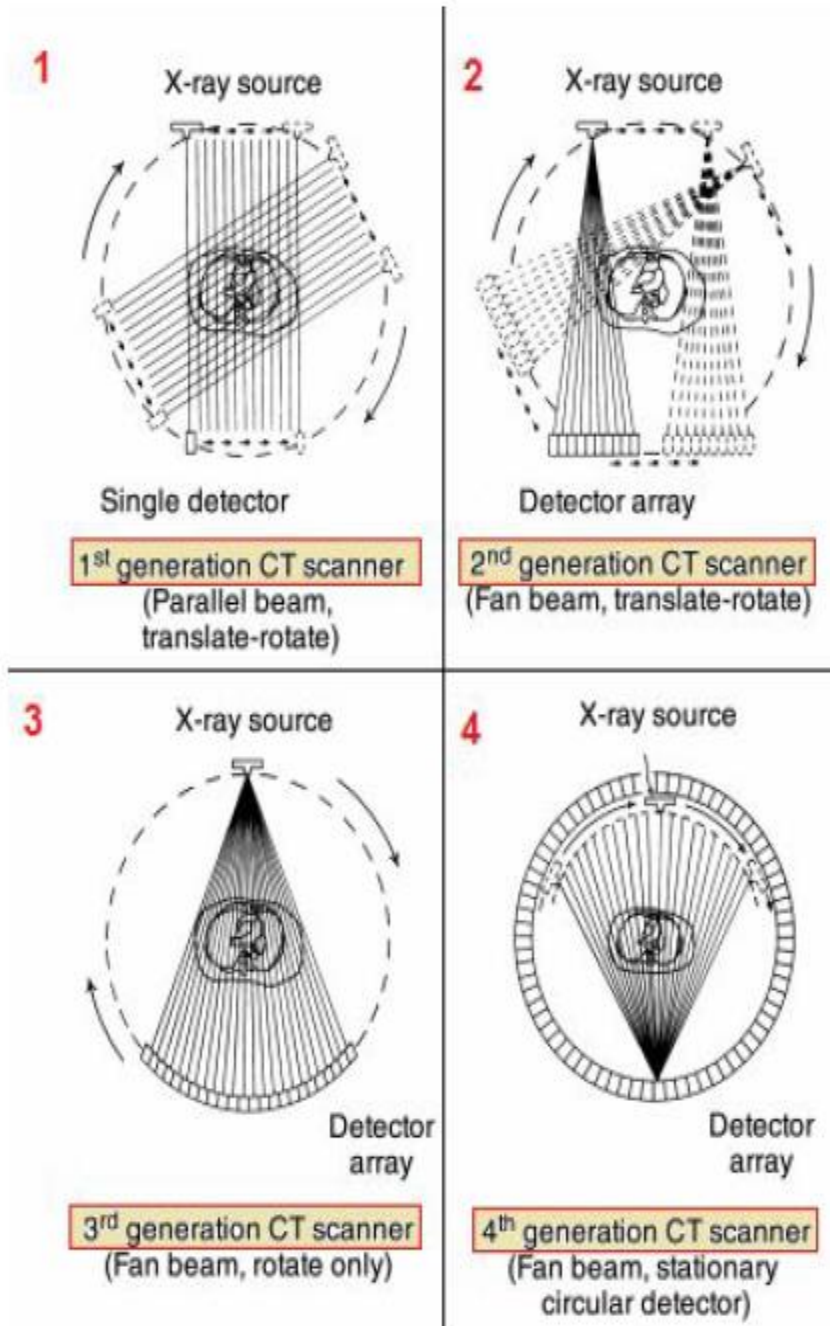 1
X-ray source
Single detector
1st generation CT scanner
(Parallel beam,
translate-rotate)
2
X-ray source
Detector array
2nd generation CT scanner
(Fan beam, translate-rotate)
3
X-ray source
Detector
array
3rd generation CT scanner
(Fan beam, rotate only)
4
X-ray source
Detector
array
4th generation CT scanner
(Fan beam, stationary
circular detector)